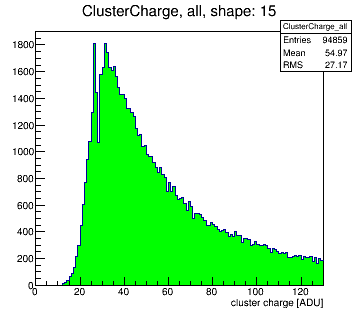 ClusterCharge, all, shape: 15
ClusterCharge_all
Entries 94859
Mean 54.97
RMS 27.17
1800
1600
1400
1200
1000
800
600
400
200
0
0 20 40 60 80 100 120
cluster charge [ADU]